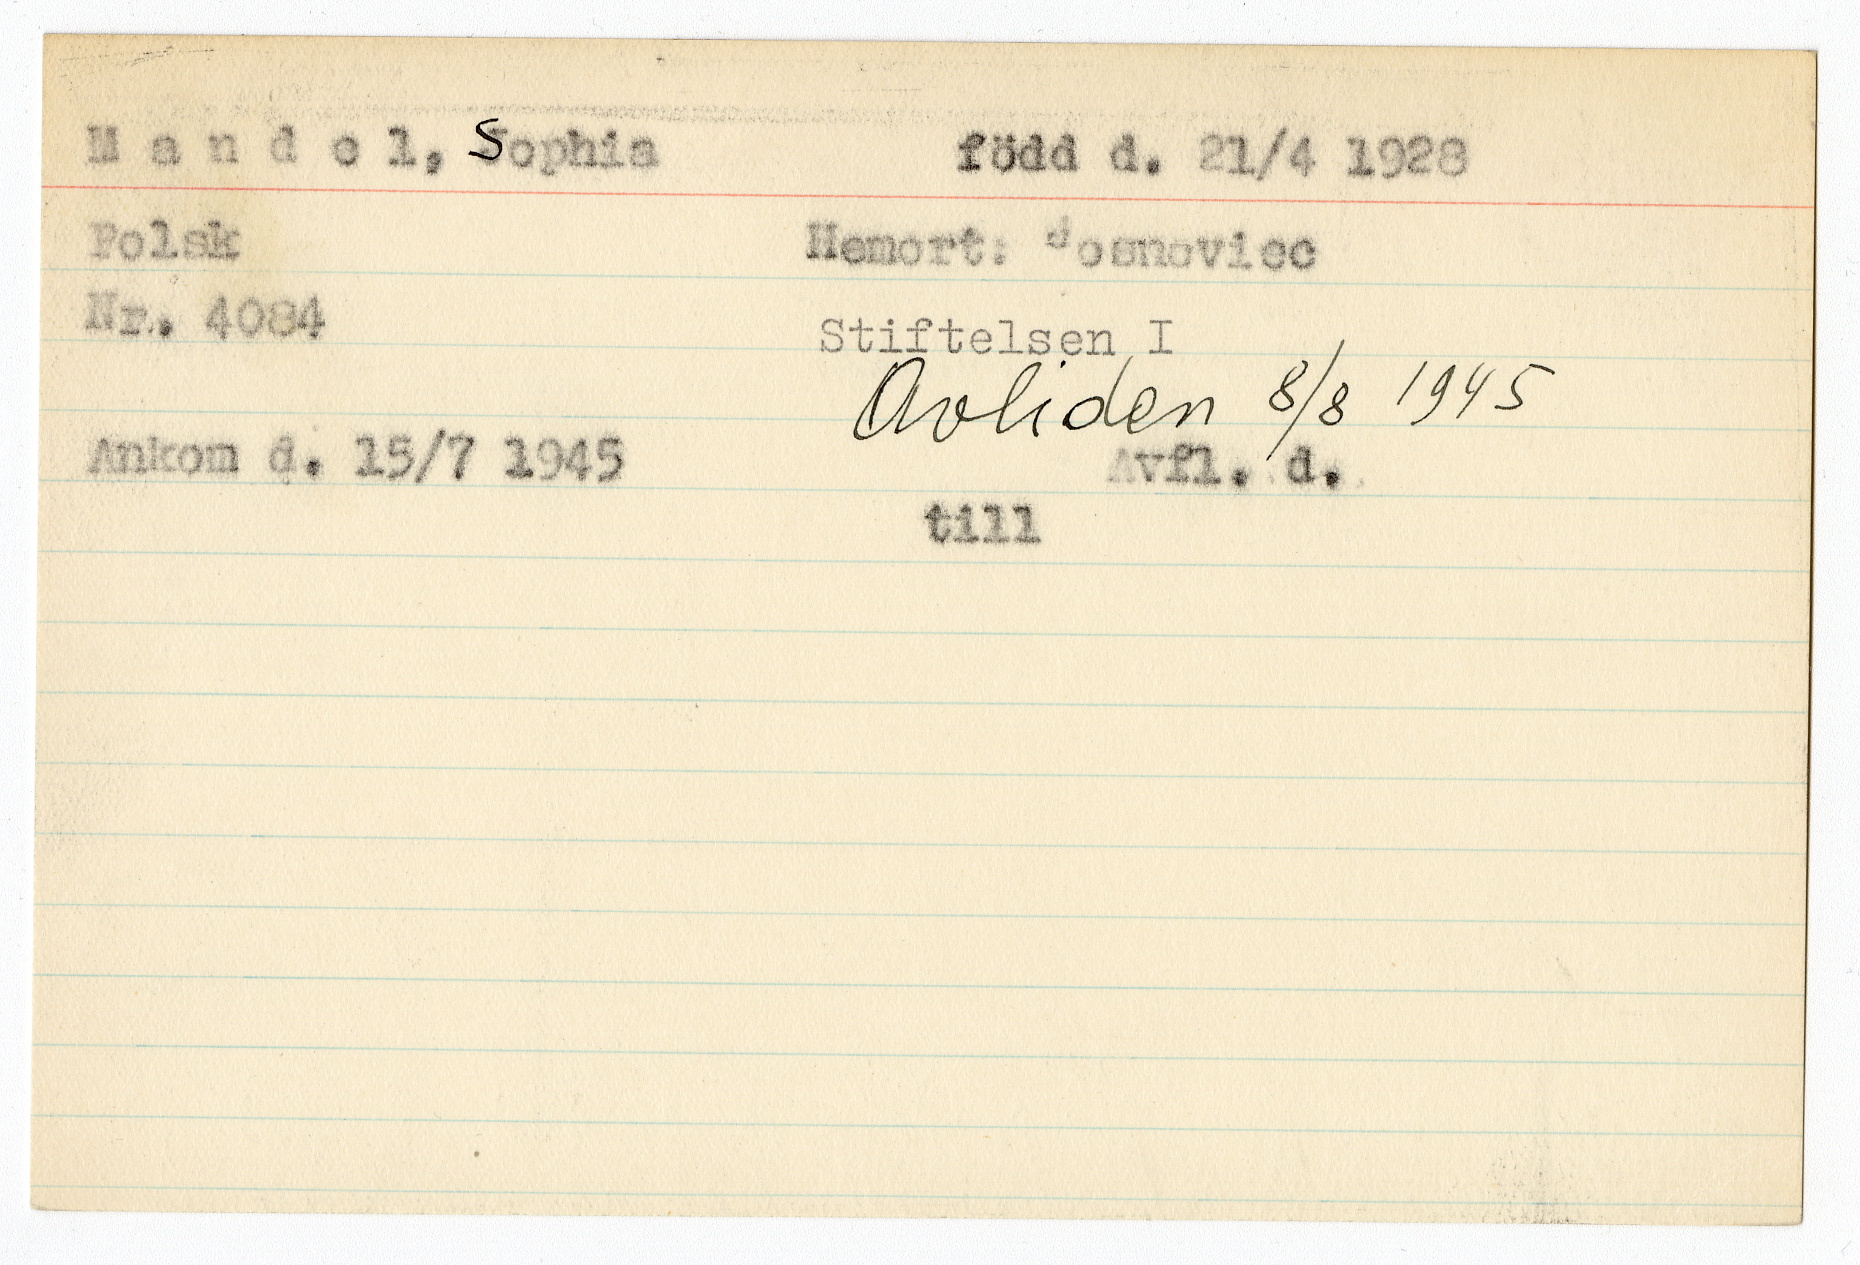 M a n d e l, Sophia född d. 21/4 1928
Polsk Hemort: Sosnoviec
Nr. 4084 Stiftelsen I
Avliden 8/8 1945
Ankom d. 15/7 1945 Avfl. d.
till